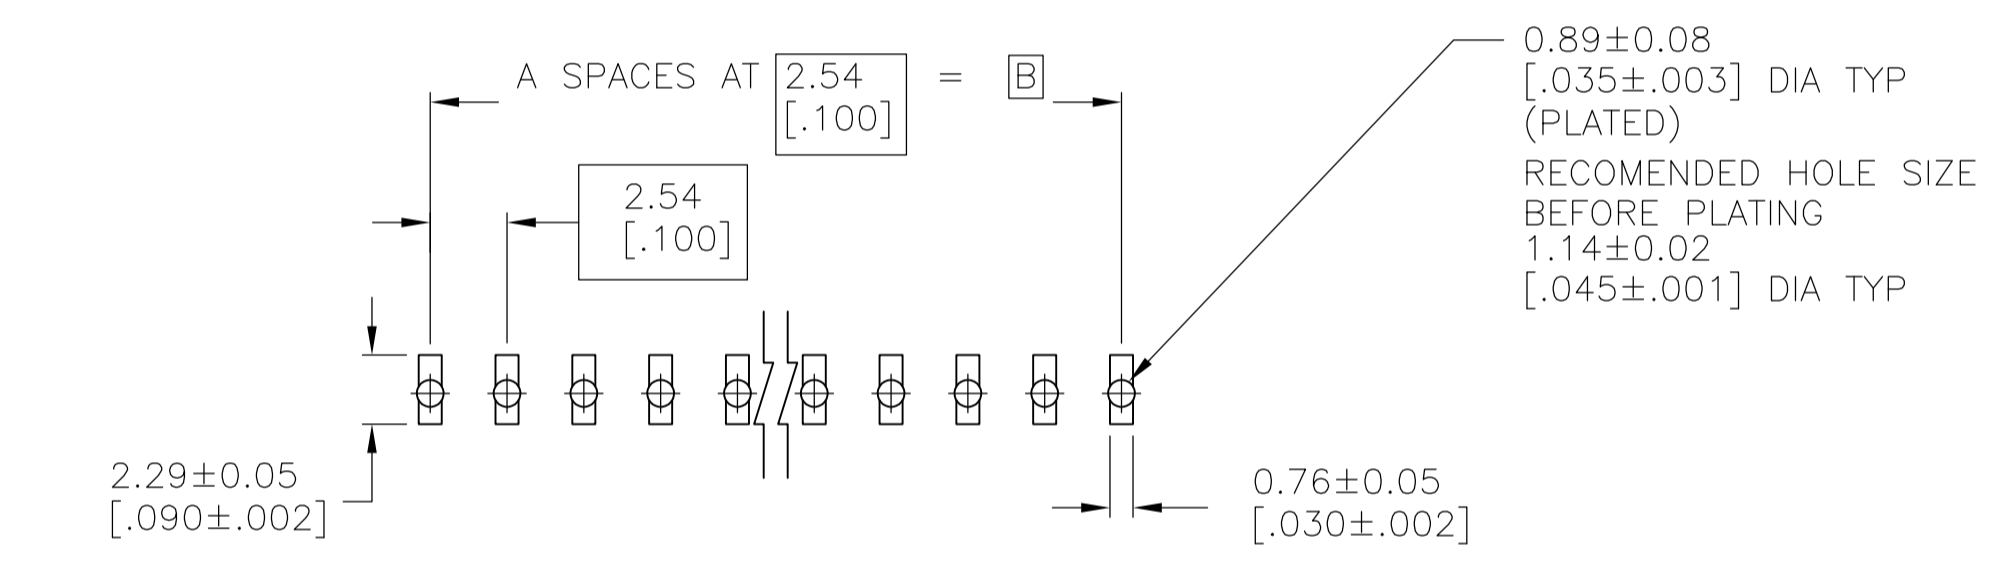 A SPACES AT 2.54 = B
[.100]
2.54
[.100]
0.89±0.08
[.035±.003] DIA TYP
(PLATED)
RECOMENDED HOLE SIZE
BEFORE PLATING
1.14±0.02
[.045±.001] DIA TYP
2.29±0.05
[.090±.002]
0.76±0.05
[.030±.002]